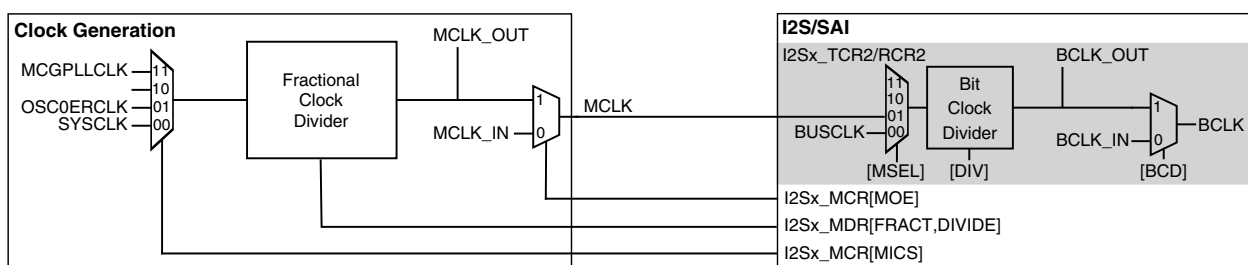 Clock Generation
MCGPLLCLK
11
10
OSC0ERCLK
01
SYSCLK
00
Fractional
Clock
Divider
MCLK_OUT
MCLK_IN
1
0
MCLK
I2S/SAI
I2Sx_TCR2/RCR2
11
10
01
BUSCLK
00
[MSEL]
Bit
Clock
Divider
[DIV]
BCLK_OUT
BCLK_IN
1
0
[BCD]
BCLK
I2Sx_MCR[MOE]
I2Sx_MDR[FRACT,DIVIDE]
I2Sx_MCR[MICS]